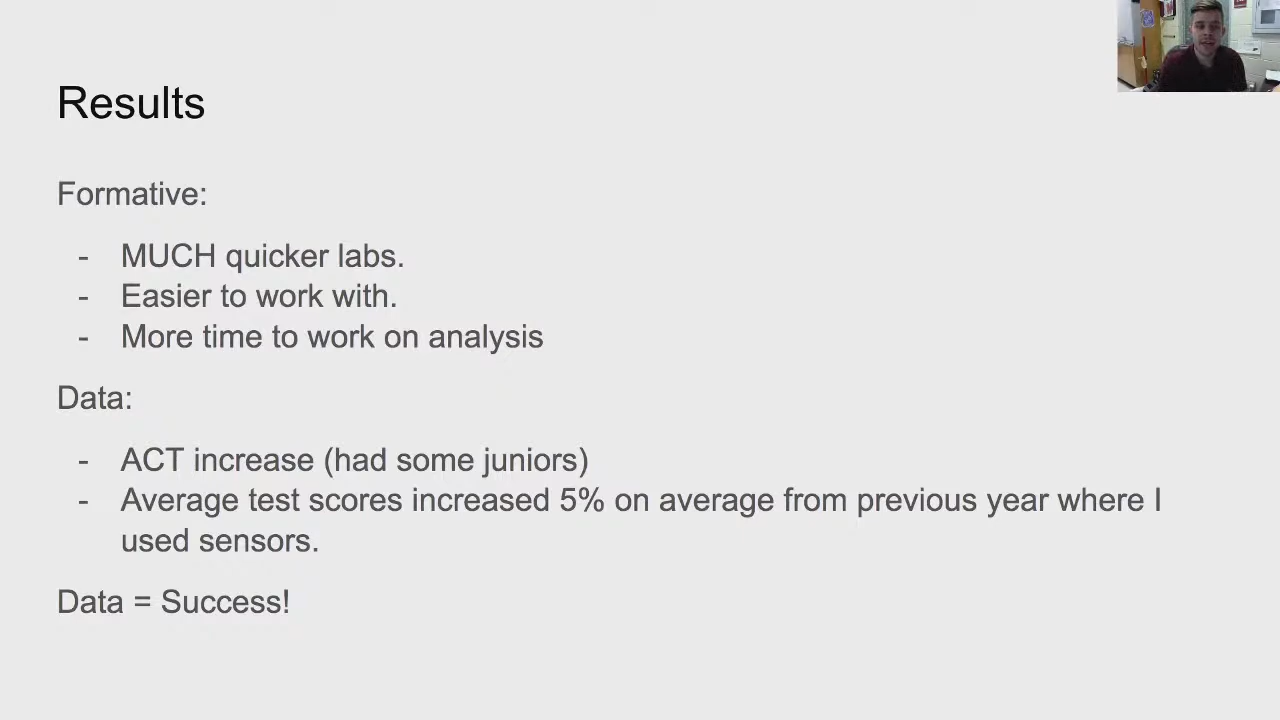 Results
Formative:
- MUCH quicker labs.
- Easier to work with.
- More time to work on analysis
Data:
- ACT increase (had some juniors)
- Average test scores increased 5% on average from previous year where I
used sensors.
Data = Success!